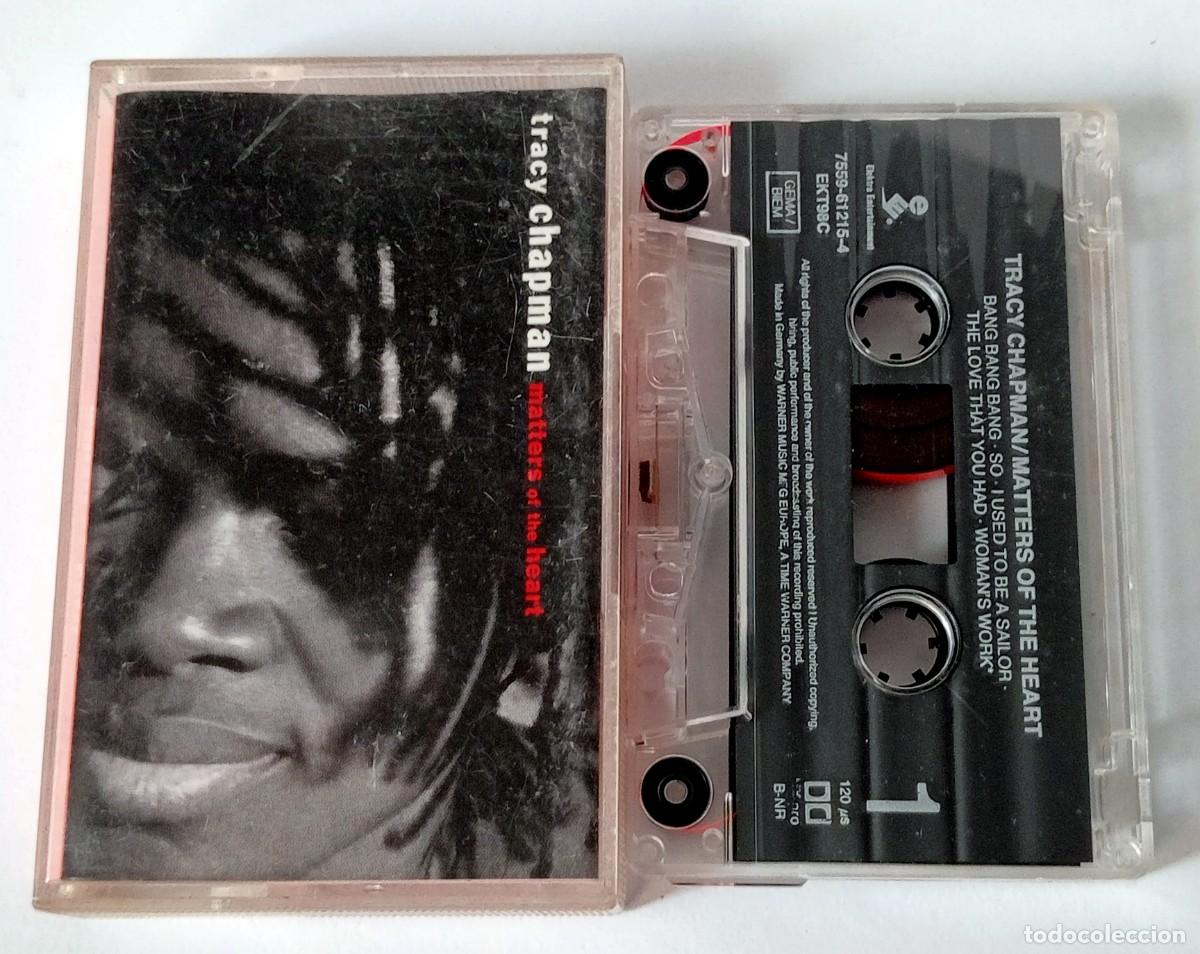 tracy chapman matters of the heart
TRACY CHAPMAN/MATTERS OF THE HEART
BANG BANG BANG · SO · I USED TO BE A SAILOR ·
THE LOVE THAT YOU HAD · WOMAN'S WORK*
e
Elektra Entertainment
7559-61215-4
EKT98C
GEMA/
BIEM
1
120 µs
B-NR
All rights of the producer and of the owner of the work reproduced reserved! Unauthorized copying,
hiring, public performance and broadcasting of this recording prohibited.
Made in Germany by WARNER MUSIC MFG EUROPE, A TIME WARNER COMPANY
todocoleccion